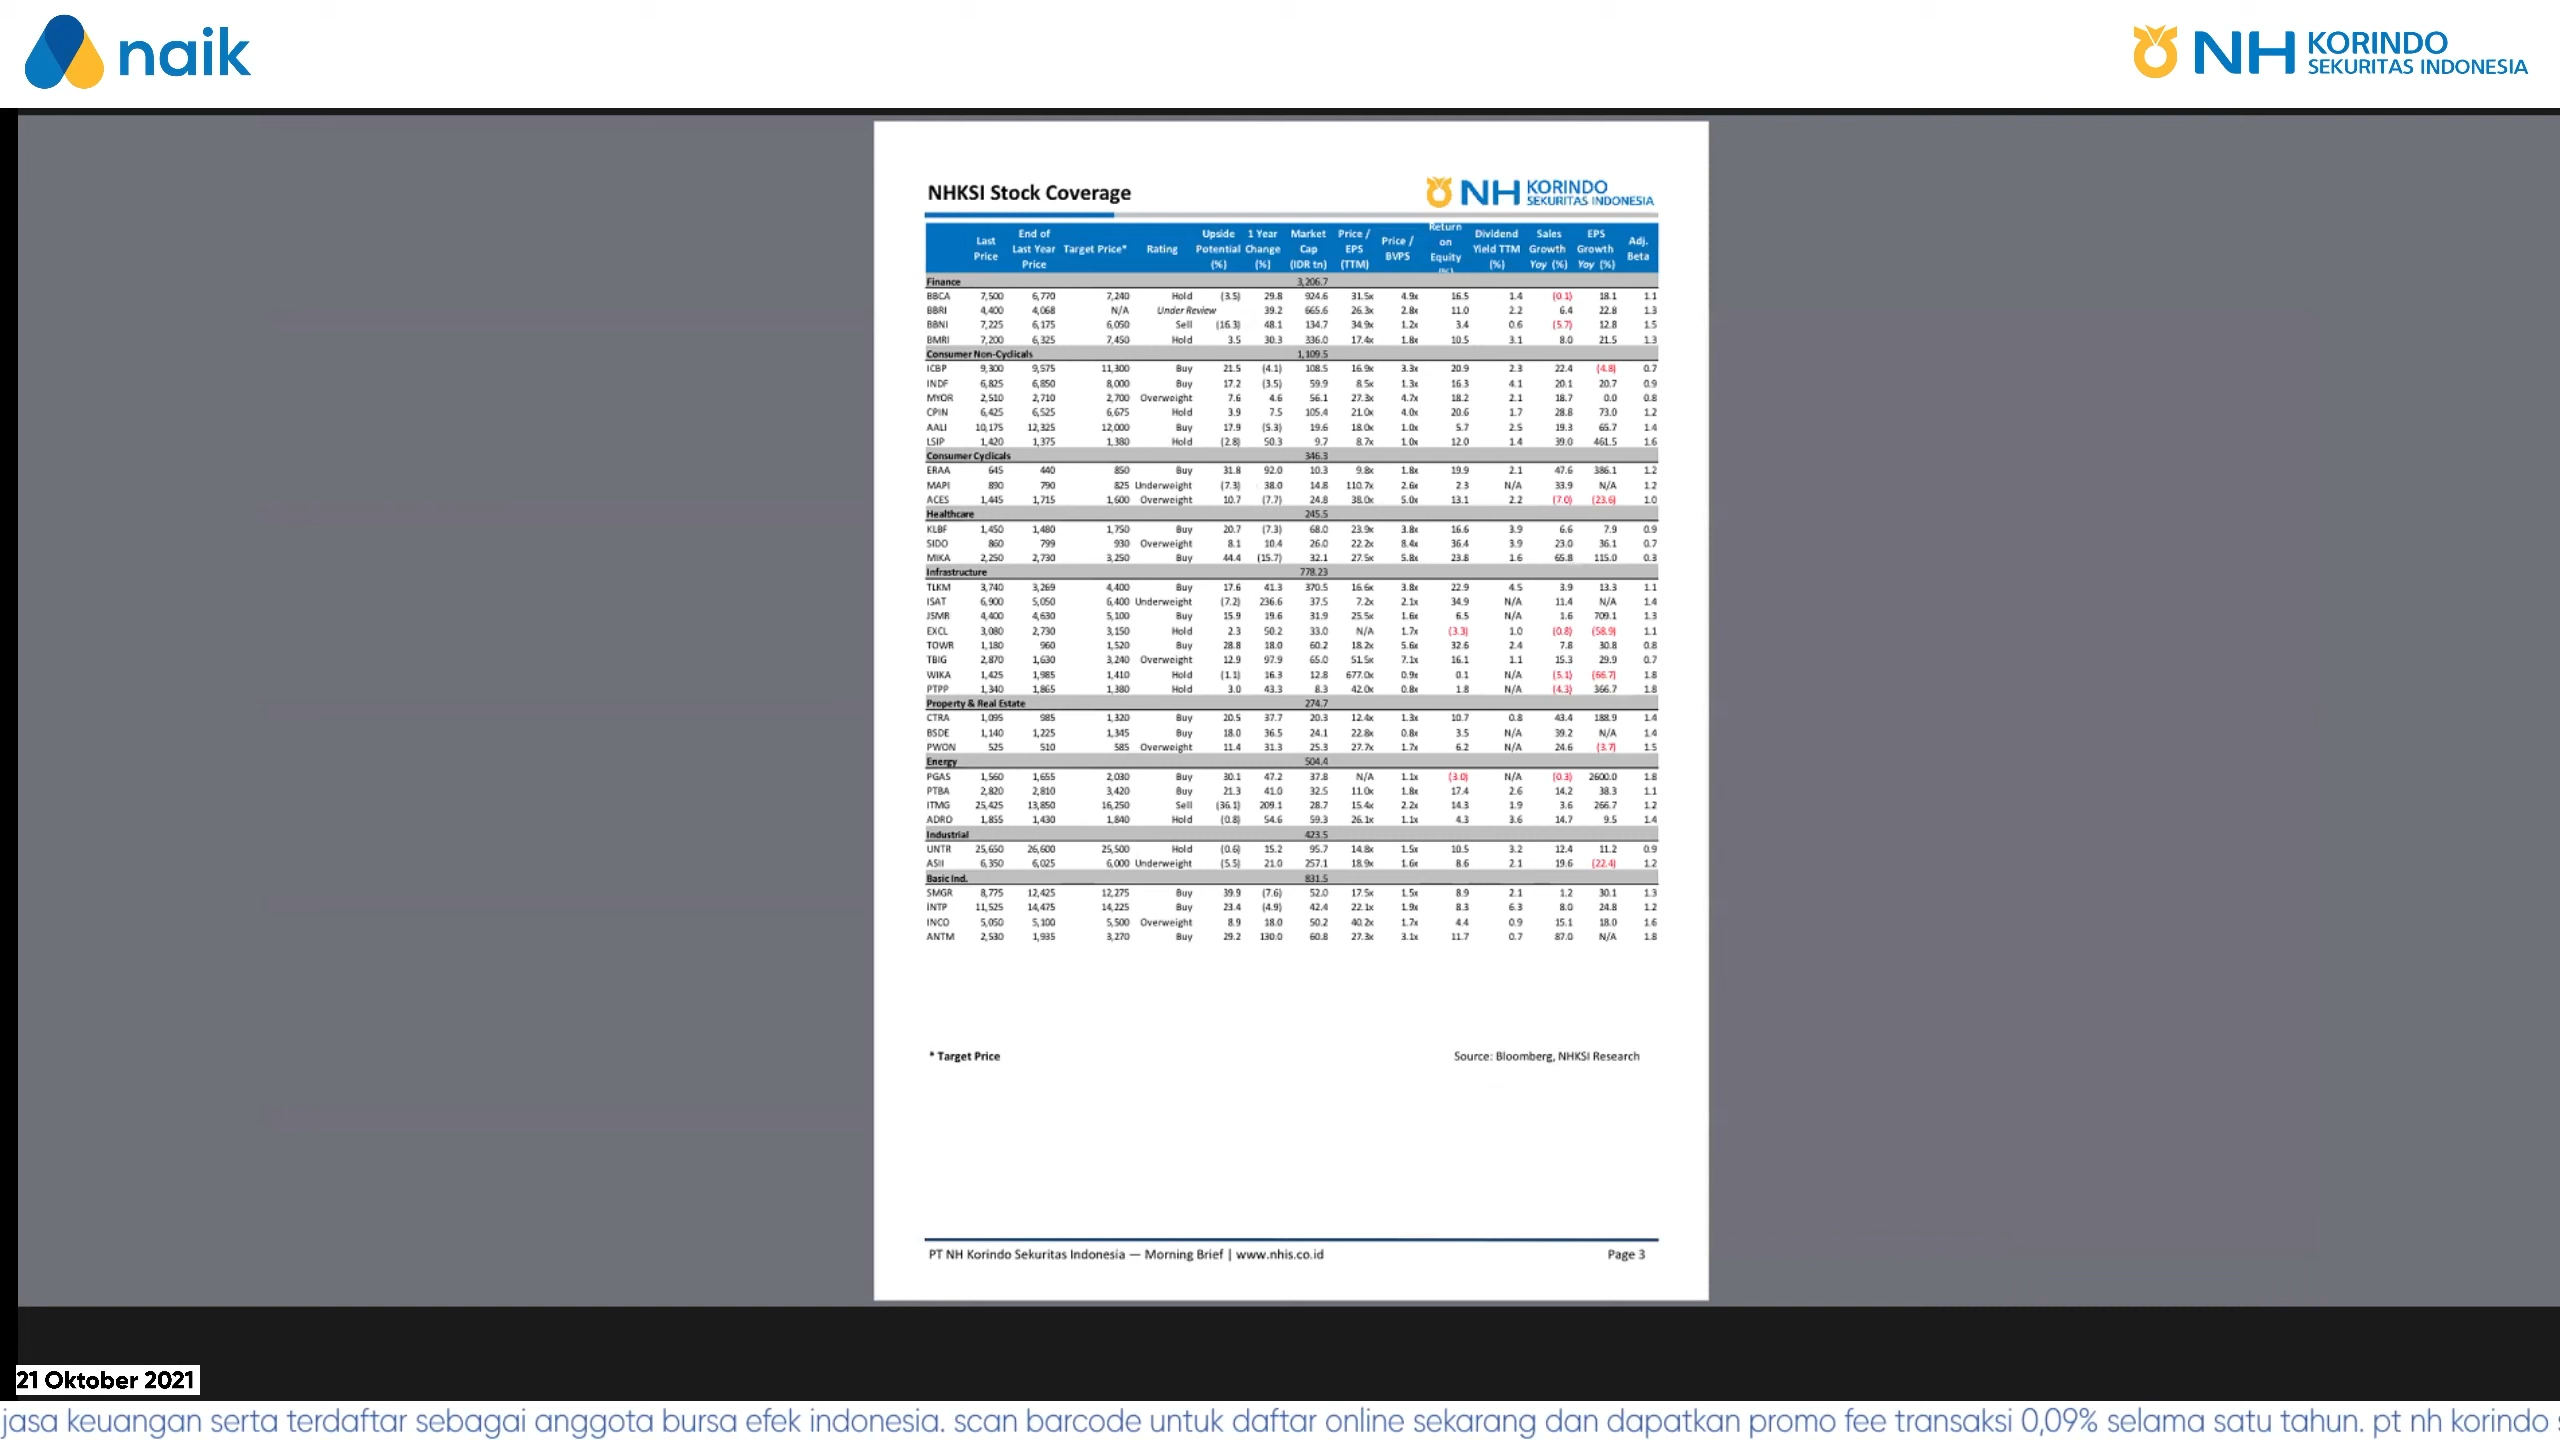 naik
NH KORINDO SEKURITAS INDONESIA
NHKSI Stock Coverage
NH KORINDO SEKURITAS INDONESIA
Last Price End of Last Year Price Target Price* Rating Upside Potential (%) 1 Year Change (%) Market Cap (IDR tn) Price / EPS (TTM) Price / BVPS Return on Equity (%) Dividend Yield TTM (%) Sales Growth Yoy (%) EPS Growth Yoy (%) Adj. Beta
Finance 3,206.7
BBCA 7,500 6,770 7,240 Hold (3.5) 29.8 924.6 31.5x 4.9x 16.5 1.4 (0.1) 18.1 1.1
BBRI 4,400 4,068 N/A Under Review 39.2 665.6 26.3x 2.8x 11.0 2.2 6.4 22.8 1.3
BBNI 7,225 6,175 6,050 Sell (16.3) 48.1 134.7 34.9x 1.2x 3.4 0.6 (5.7) 12.8 1.5
BMRI 7,200 6,325 7,450 Hold 3.5 30.3 336.0 17.4x 1.8x 10.5 3.1 8.0 21.5 1.3
Consumer Non-Cyclicals 1,109.5
ICBP 9,300 9,575 11,300 Buy 21.5 (4.1) 108.5 16.9x 3.3x 20.9 2.3 22.4 (4.8) 0.7
INDF 6,825 6,850 8,000 Buy 17.2 (3.5) 59.9 8.5x 1.3x 16.3 4.1 20.1 20.7 0.9
MYOR 2,510 2,710 2,700 Overweight 7.6 4.6 56.1 27.3x 4.7x 18.2 2.1 18.7 0.0 0.8
CPIN 6,425 6,525 6,675 Hold 3.9 7.5 105.4 21.0x 4.0x 20.6 1.7 28.8 73.0 1.2
AALI 10,175 12,325 12,000 Buy 17.9 (5.3) 19.6 18.0x 1.0x 5.7 2.5 19.3 65.7 1.4
LSIP 1,420 1,375 1,380 Hold (2.8) 50.3 9.7 8.7x 1.0x 12.0 1.4 39.0 461.5 1.6
Consumer Cyclicals 346.3
ERAA 645 440 850 Buy 31.8 92.0 10.3 9.8x 1.8x 19.9 2.1 47.6 386.1 1.2
MAPI 890 790 825 Underweight (7.3) 38.0 14.8 110.7x 2.6x 2.3 N/A 33.9 N/A 1.2
ACES 1,445 1,715 1,600 Overweight 10.7 (7.7) 24.8 38.0x 5.0x 13.1 2.2 (7.0) (23.6) 1.0
Healthcare 245.5
KLBF 1,450 1,480 1,750 Buy 20.7 (7.3) 68.0 23.9x 3.8x 16.6 3.9 6.6 7.9 0.9
SIDO 860 799 930 Overweight 8.1 10.4 26.0 22.2x 8.4x 36.4 3.9 23.0 36.1 0.7
MIKA 2,250 2,730 3,250 Buy 44.4 (15.7) 32.1 27.5x 5.8x 23.8 1.6 65.8 115.0 0.3
Infrastructure 778.23
TLKM 3,740 3,269 4,400 Buy 17.6 41.3 370.5 16.6x 3.8x 22.9 4.5 3.9 13.3 1.1
ISAT 6,900 5,050 6,400 Underweight (7.2) 236.6 37.5 7.2x 2.1x 34.9 N/A 11.4 N/A 1.4
JSMR 4,400 4,630 5,100 Buy 15.9 19.6 31.9 25.5x 1.6x 6.5 N/A 1.6 709.1 1.3
EXCL 3,080 2,730 3,150 Hold 2.3 50.2 33.0 N/A 1.7x (3.3) 1.0 (0.8) (58.9) 1.1
TOWR 1,180 960 1,520 Buy 28.8 18.0 60.2 18.2x 5.6x 32.6 2.4 7.8 30.8 0.8
TBIG 2,870 1,630 3,240 Overweight 12.9 97.9 65.0 51.5x 7.1x 16.1 1.1 15.3 29.9 0.7
WIKA 1,425 1,985 1,410 Hold (1.1) 16.3 12.8 677.0x 0.9x 0.1 N/A (5.1) (66.7) 1.8
PTPP 1,340 1,865 1,380 Hold 3.0 43.3 8.3 42.0x 0.8x 1.8 N/A (4.3) 366.7 1.8
Property & Real Estate 274.7
CTRA 1,095 985 1,320 Buy 20.5 37.7 20.3 12.4x 1.3x 10.7 0.8 43.4 188.9 1.4
BSDE 1,140 1,225 1,345 Buy 18.0 36.5 24.1 22.8x 0.8x 3.5 N/A 39.2 N/A 1.4
PWON 525 510 585 Overweight 11.4 31.3 25.3 27.7x 1.7x 6.2 N/A 24.6 (3.7) 1.5
Energy 504.4
PGAS 1,560 1,655 2,030 Buy 30.1 47.2 37.8 N/A 1.1x (3.0) N/A (0.3) 2600.0 1.8
PTBA 2,820 2,810 3,420 Buy 21.3 41.0 32.5 11.0x 1.8x 17.4 2.6 14.2 38.3 1.1
ITMG 25,425 13,850 16,250 Sell (36.1) 209.1 28.7 15.4x 2.2x 14.3 1.9 3.6 266.7 1.2
ADRO 1,855 1,430 1,840 Hold (0.8) 54.6 59.3 26.1x 1.1x 4.3 3.6 14.7 9.5 1.4
Industrial 423.5
UNTR 25,650 26,600 25,500 Hold (0.6) 15.2 95.7 14.8x 1.5x 10.5 3.2 12.4 11.2 0.9
ASII 6,350 6,025 6,000 Underweight (5.5) 21.0 257.1 18.9x 1.6x 8.6 2.1 19.6 (22.4) 1.2
Basic Ind. 831.5
SMGR 8,775 12,425 12,275 Buy 39.9 (7.6) 52.0 17.5x 1.5x 8.9 2.1 1.2 30.1 1.3
INTP 11,525 14,475 14,225 Buy 23.4 (4.9) 42.4 22.1x 1.9x 8.3 6.3 8.0 24.8 1.2
INCO 5,050 5,100 5,500 Overweight 8.9 18.0 50.2 40.2x 1.7x 4.4 0.9 15.1 18.0 1.6
ANTM 2,530 1,935 3,270 Buy 29.2 130.0 60.8 27.3x 3.1x 11.7 0.7 87.0 N/A 1.8
* Target Price
Source: Bloomberg, NHKSI Research
PT NH Korindo Sekuritas Indonesia — Morning Brief | www.nhis.co.id
Page 3
21 Oktober 2021
jasa keuangan serta terdaftar sebagai anggota bursa efek indonesia. scan barcode untuk daftar online sekarang dan dapatkan promo fee transaksi 0,09% selama satu tahun. pt nh korindo